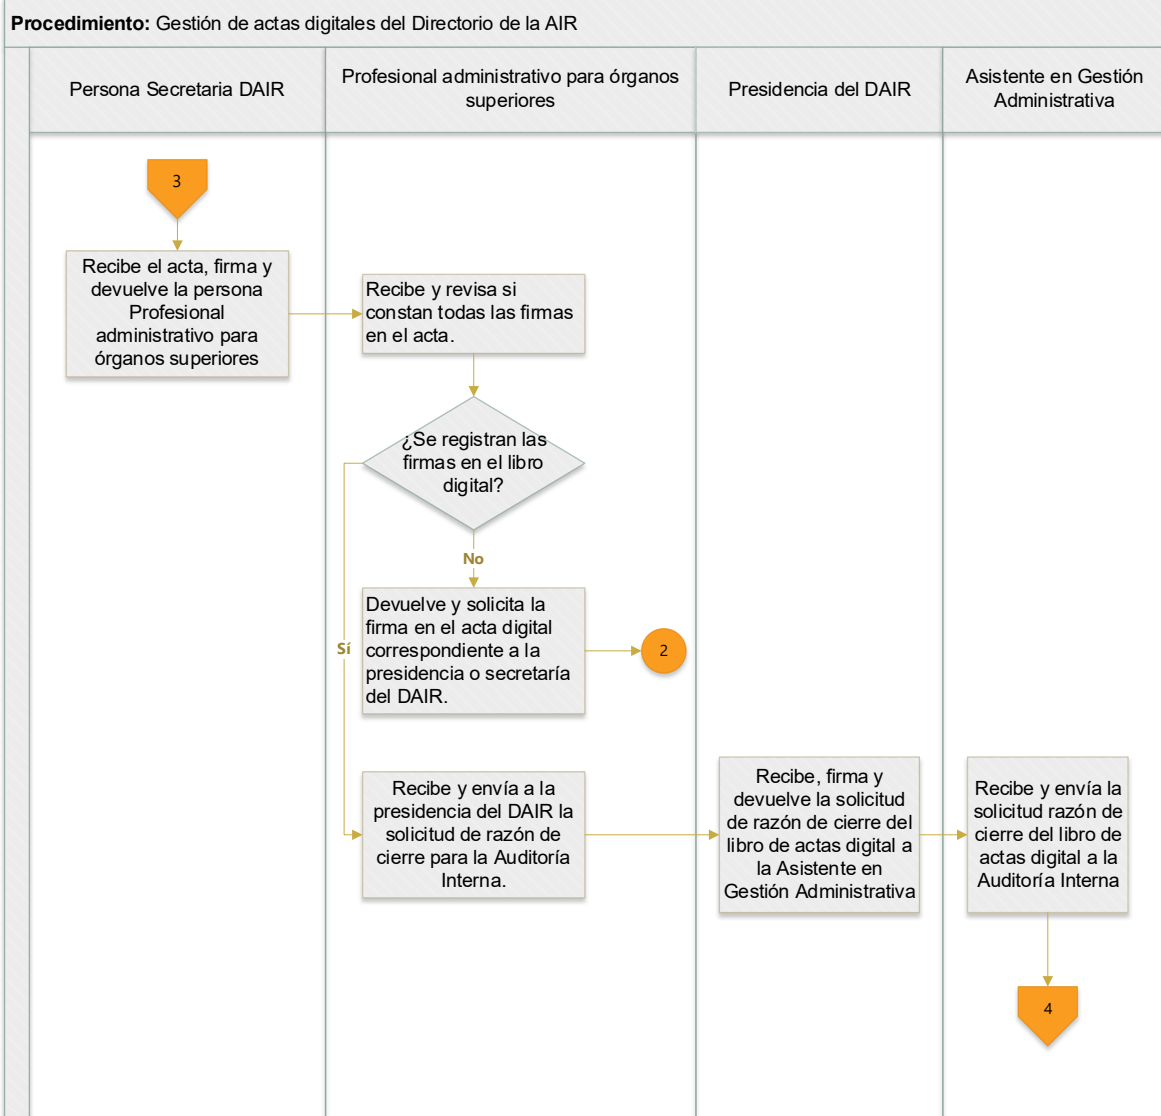 Procedimiento: Gestión de actas digitales del Directorio de la AIR
Persona Secretaria DAIR
Profesional administrativo para órganos
superiores
Presidencia del DAIR
Asistente en Gestión
Administrativa
3
Recibe el acta, firma y
devuelve la persona
Profesional
administrativo para
órganos superiores
Recibe y revisa si
constan todas las firmas
en el acta.
¿Se registran las
firmas en el libro
digital?
No
Sí
Devuelve y solicita la
firma en el acta digital
correspondiente a la
presidencia o secretaría
del DAIR.
2
Recibe y envía a la
presidencia del DAIR la
solicitud de razón de
cierre para la Auditoría
Interna.
Recibe, firma y
devuelve la solicitud
de razón de cierre del
libro de actas digital a
la Asistente en
Gestión Administrativa
Recibe y envía la
solicitud razón de
cierre del libro de
actas digital a la
Auditoría Interna
4